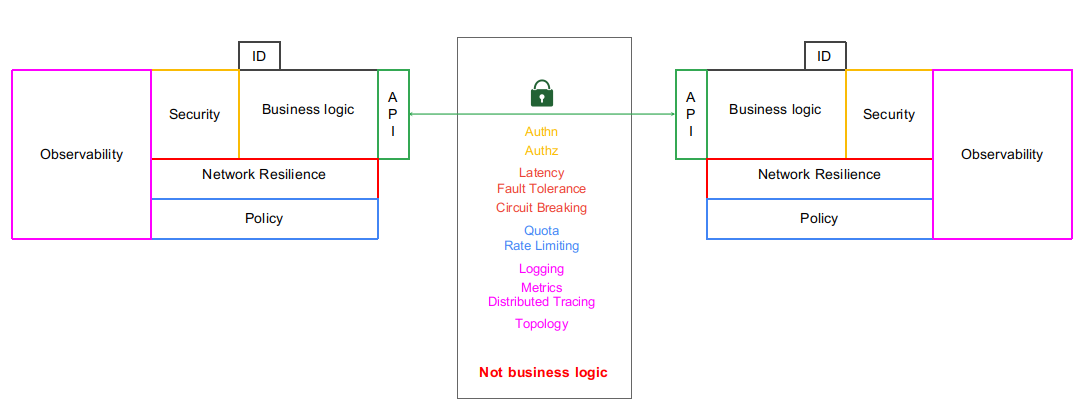 ID
Observability
Security
Business logic
A
P
I
Network Resilience
Policy
Authn
Authz
Latency
Fault Tolerance
Circuit Breaking
Quota
Rate Limiting
Logging
Metrics
Distributed Tracing
Topology
Not business logic
ID
A
P
I
Business logic
Security
Observability
Network Resilience
Policy